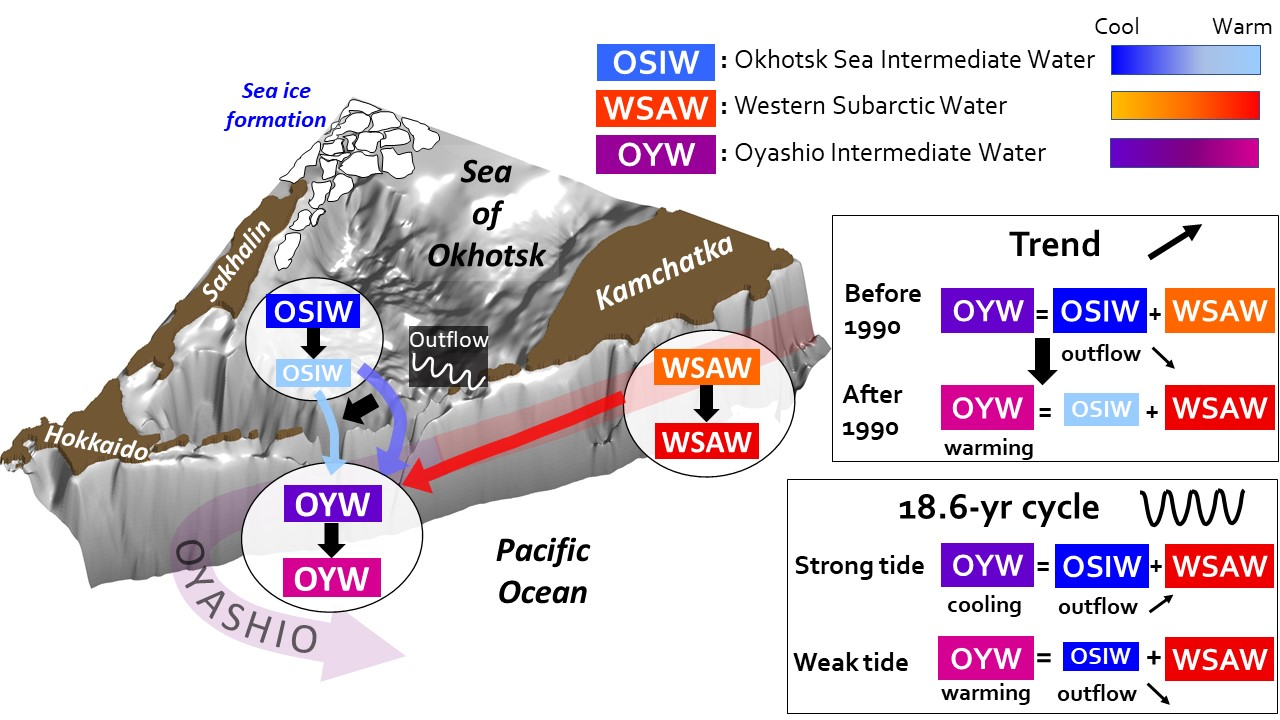 Cool Warm
OSIW : Okhotsk Sea Intermediate Water
WSAW : Western Subarctic Water
OYW : Oyashio Intermediate Water
Sea ice
formation
Sea
of
Okhotsk
Sakhalin
Kamchatka
Hokkaido
OSIW
OSIW
Outflow
WSAW
WSAW
OYW
OYW
OYASHIO
Pacific
Ocean
Trend
Before
1990
OYW = OSIW + WSAW
outflow
After
1990
OYW = OSIW + WSAW
warming
18.6-yr cycle
Strong tide
OYW = OSIW + WSAW
cooling outflow
Weak tide
OYW = OSIW + WSAW
warming outflow